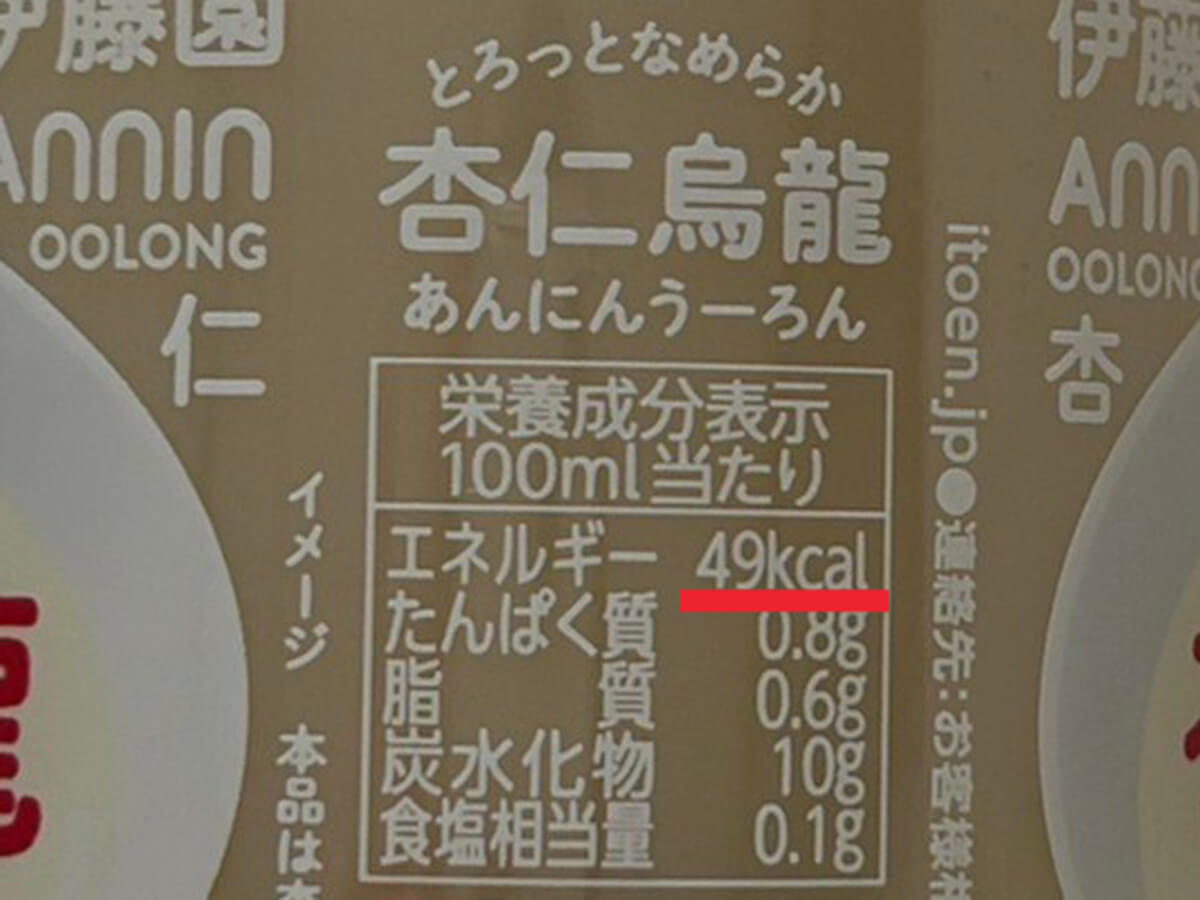 伊藤園
ANNIN
OOLONG
仁
とろっとなめらか
杏仁烏龍
あんにんうーろん
栄養成分表示
100ml当たり
エネルギー 49kcal
たんぱく質 0.8g
脂質 0.6g
炭水化物 10g
食塩相当量 0.1g
イメージ 本品は
itoen.jp●連絡先:お客様
伊藤
ANN
OOLONG
杏
龍